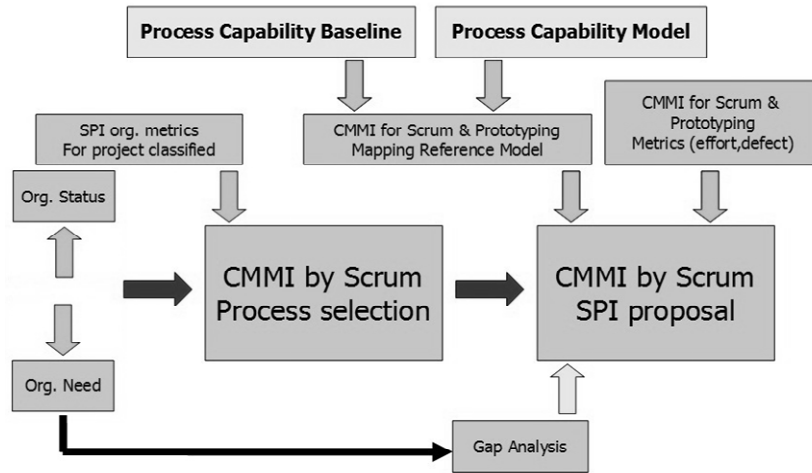 Process Capability Baseline
Process Capability Model
CMMI for Scrum &
Prototyping
Metrics (effort,defect)
SPI org. metrics
For project classified
CMMI for Scrum & Prototyping
Mapping Reference Model
Org. Status
CMMI by Scrum
Process selection
CMMI by Scrum
SPI proposal
Org. Need
Gap Analysis